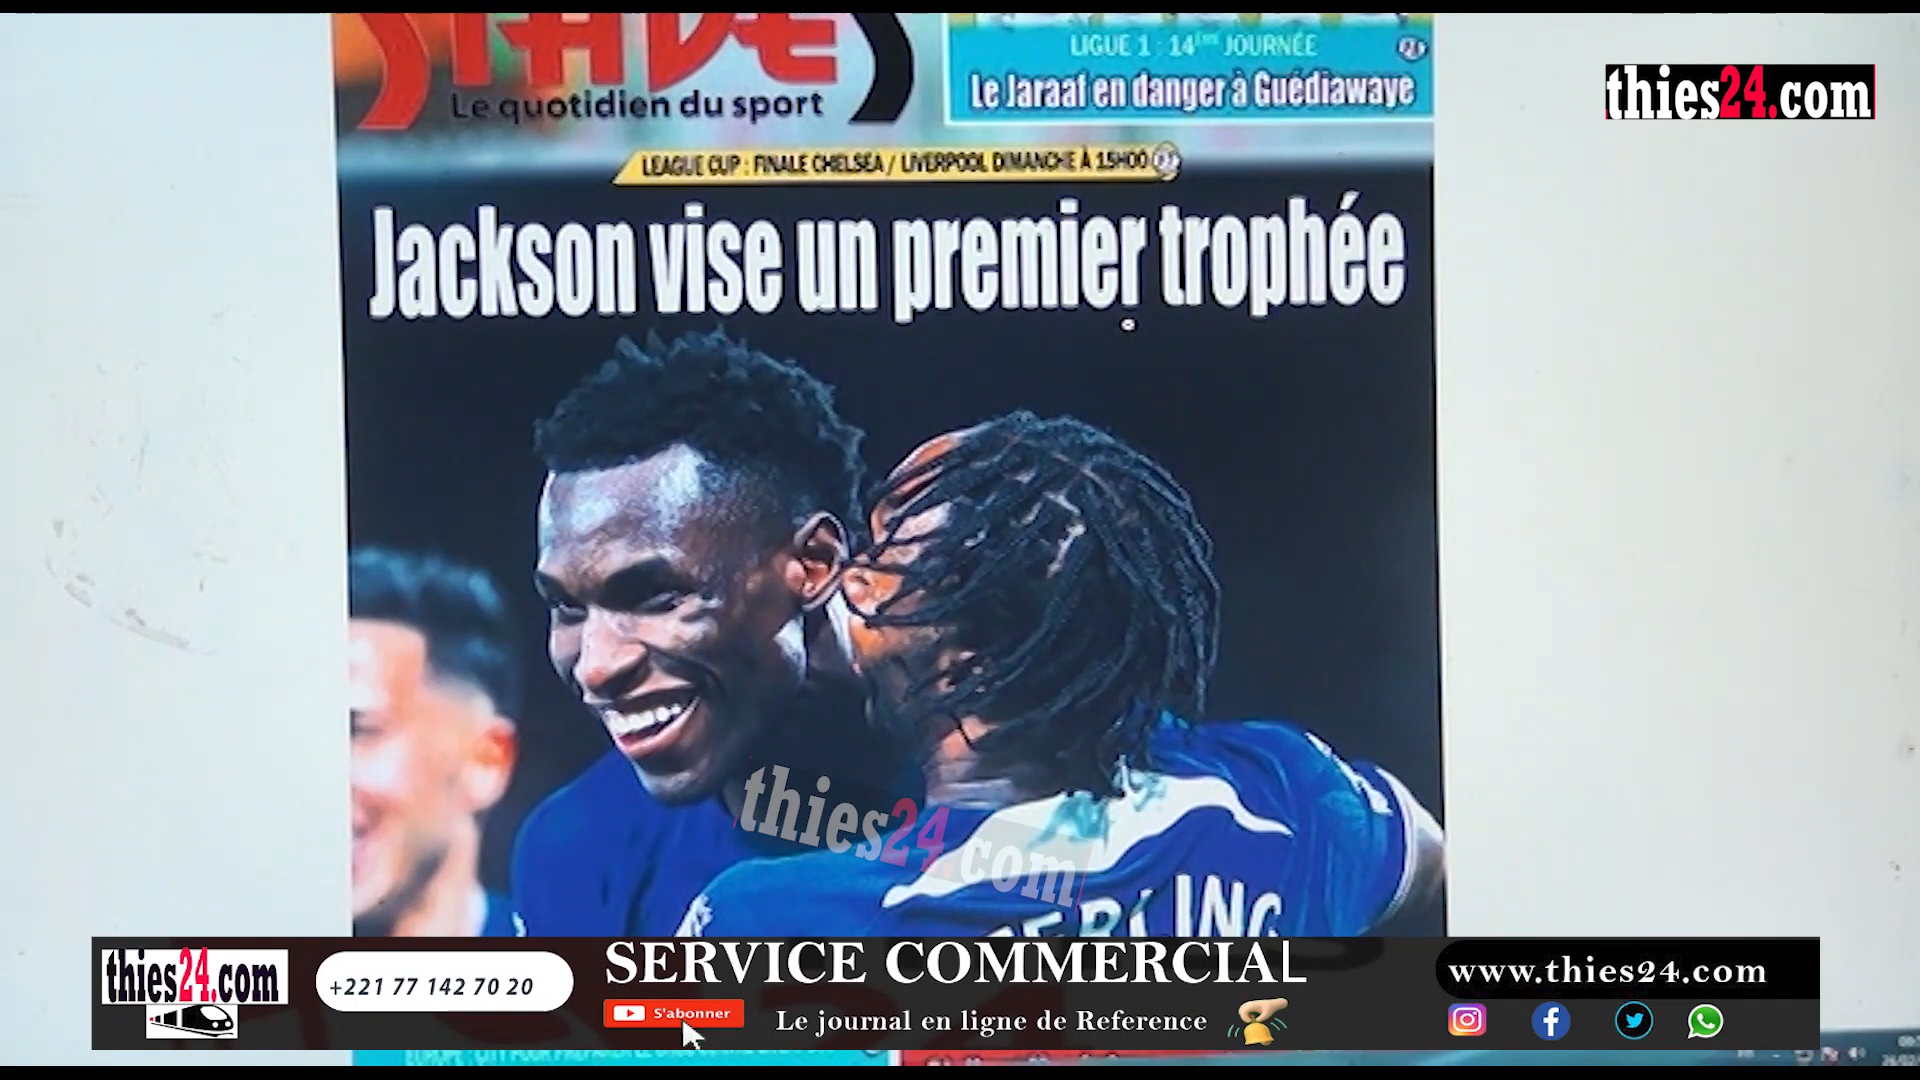 STADES
Le quotidien du sport
LIGUE 1 : 14ème JOURNÉE
Le Jaraaf en danger à Guédiawaye
thies24.com
LEAGUE CUP : FINALE CHELSEA / LIVERPOOL DIMANCHE À 15H00
Jackson vise un premier trophée
thies24.com
ERLING
thies24.com
+221 77 142 70 20
SERVICE COMMERCIAL
S'abonner
Le journal en ligne de Reference
www.thies24.com